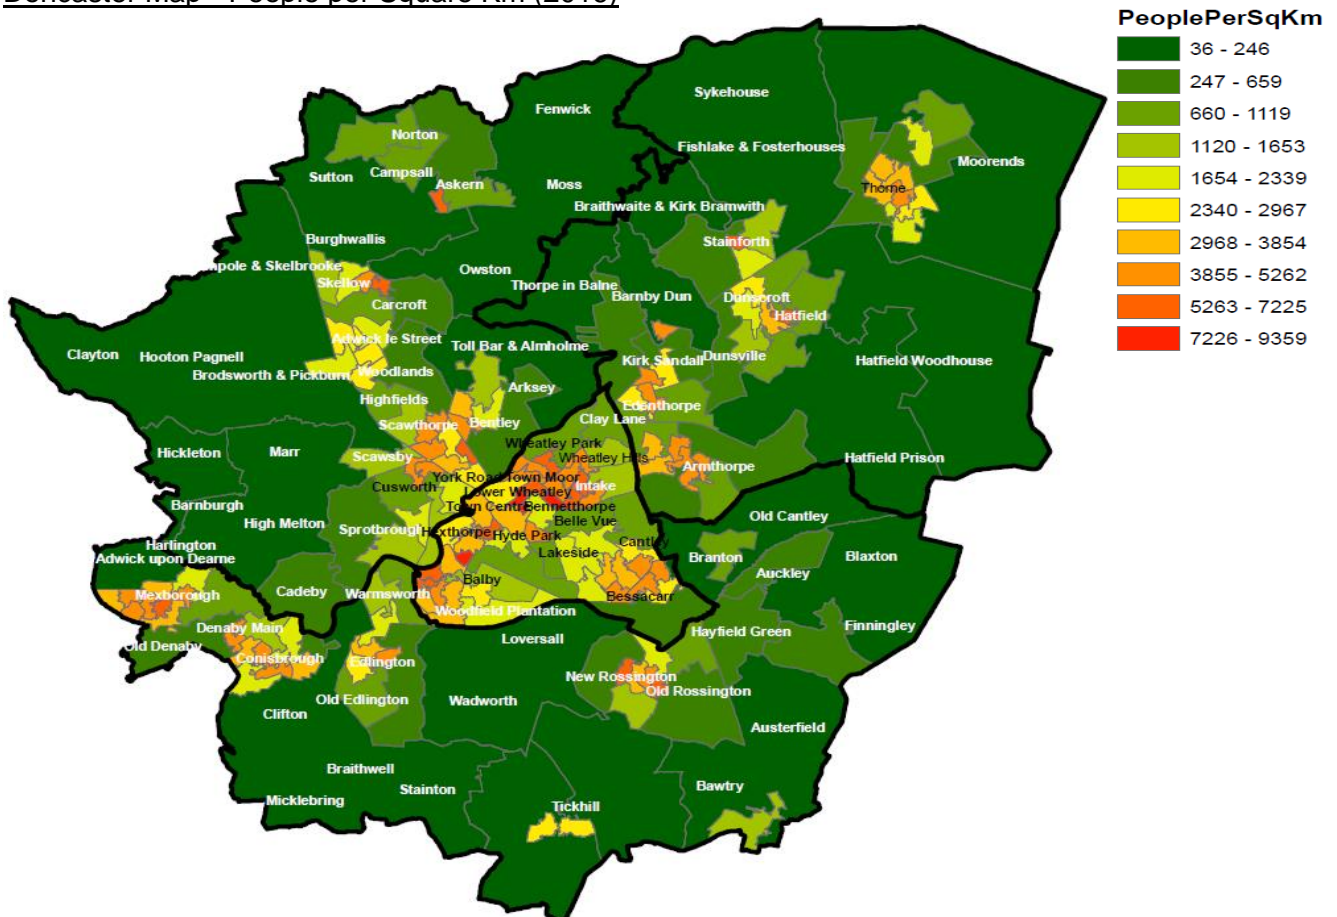 PeoplePerSqKm
36 - 246
247 - 659
660 - 1119
1120 - 1653
1654 - 2339
2340 - 2967
2968 - 3854
3855 - 5262
5263 - 7225
7226 - 9359
Sykehouse
Fenwick
Norton
Fishlake & Fosterhouses
Moorends
Sutton
Campsall
Askern
Moss
Thorne
Braithwaite & Kirk Bramwith
Burghwallis
Stainforth
& Skelbrooke
Owston
Skellow
Thorpe in Balne
Carcroft
Barnby Dun
Dunscroft
Hatfield
Adwick le Street
Toll Bar & Almholme
Clayton
Hooton Pagnell
Kirk Sandall
Dunsville
Hatfield Woodhouse
Brodsworth & Pickburn
Woodlands
Arksey
Highfields
Edenthorpe
Scawthorpe
Bentley
Clay Lane
Wheatley Park
Hickleton
Marr
Scawsby
Wheatley Hills
Hatfield Prison
Armthorpe
York Road
Town Moor
Cusworth
Intake
Lower Wheatley
Barnburgh
Town Centre
Bennetthorpe
Old Cantley
High Melton
Sprotbrough
Belle Vue
Hexthorpe
Hyde Park
Harlington
Cantley
Adwick upon Dearne
Lakeside
Branton
Blaxton
Auckley
Balby
Mexborough
Cadeby
Warmsworth
Bessacarr
Woodfield Plantation
Denaby Main
Finningley
Old Denaby
Loversall
Hayfield Green
Conisbrough
Edlington
New Rossington
Old Rossington
Old Edlington
Wadworth
Clifton
Austerfield
Braithwell
Bawtry
Stainton
Micklebring
Tickhill